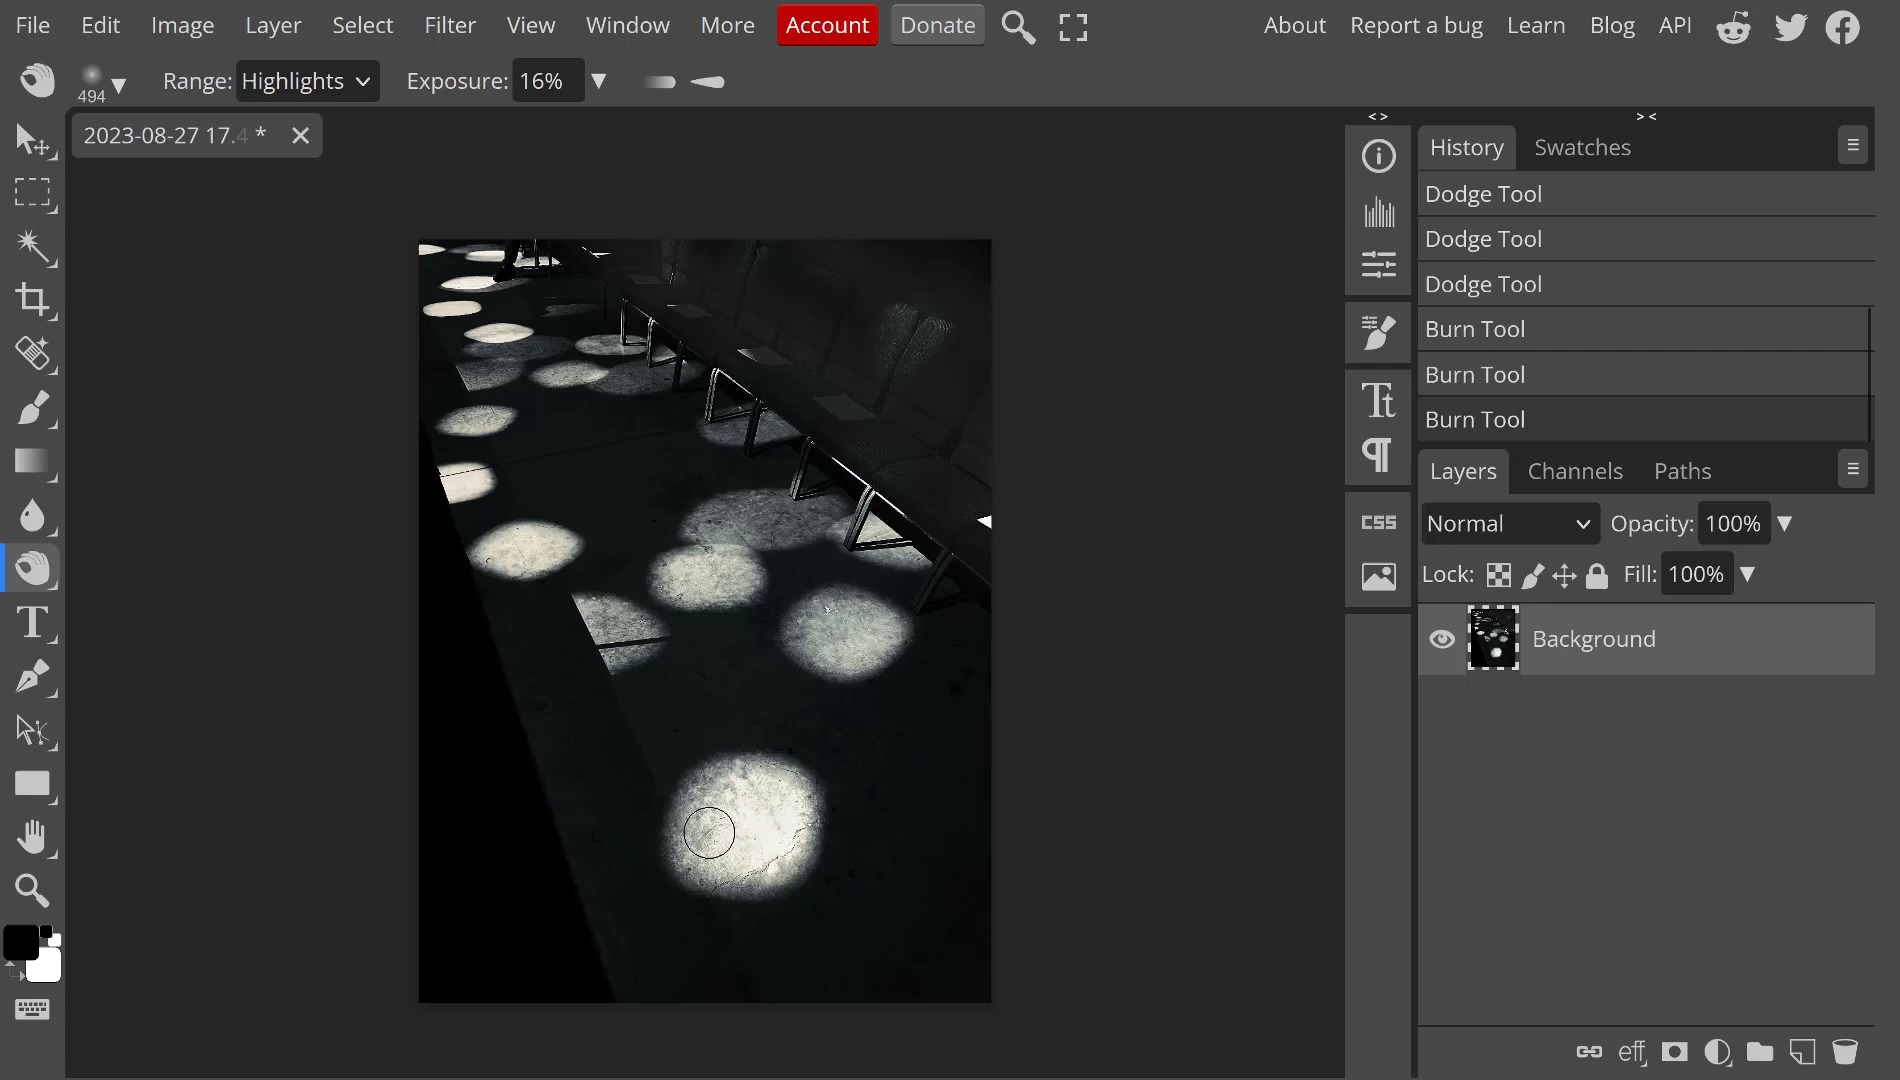 File Edit Image Layer Select Filter View Window More Account Donate About Report a bug Learn Blog API
494 Range: Highlights Exposure: 16%
2023-08-27 17.4 *
< > > <
History Swatches
Dodge Tool
Dodge Tool
Dodge Tool
Burn Tool
Burn Tool
Burn Tool
Layers Channels Paths
Normal Opacity: 100%
CSS
Lock: Fill: 100%
Background
eff